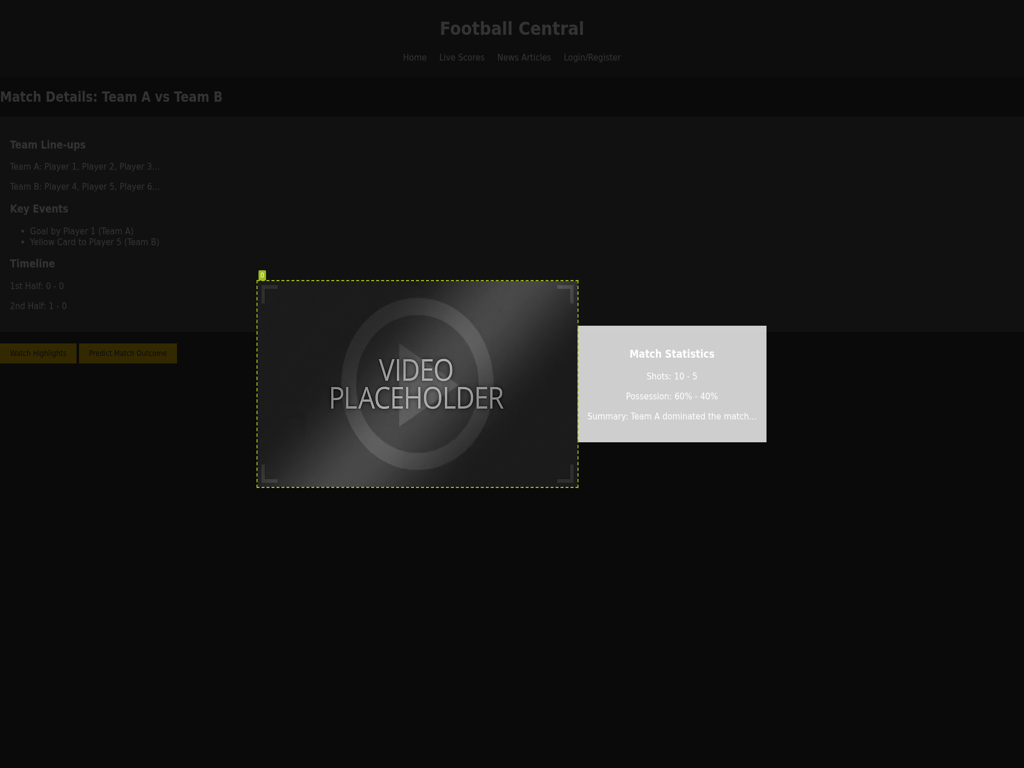 Football Central
Home Live Scores News Articles Login/Register
Match Details: Team A vs Team B
Team Line-ups
Team A: Player 1, Player 2, Player 3...
Team B: Player 4, Player 5, Player 6...
Key Events
• Goal by Player 1 (Team A)
• Yellow Card to Player 5 (Team B)
Timeline
1st Half: 0 - 0
2nd Half: 1 - 0
Match Highlights Predict Match Outcome
0
VIDEO
PLACEHOLDER
Match Statistics
Shots: 10 - 5
Possession: 60% - 40%
Summary: Team A dominated the match...